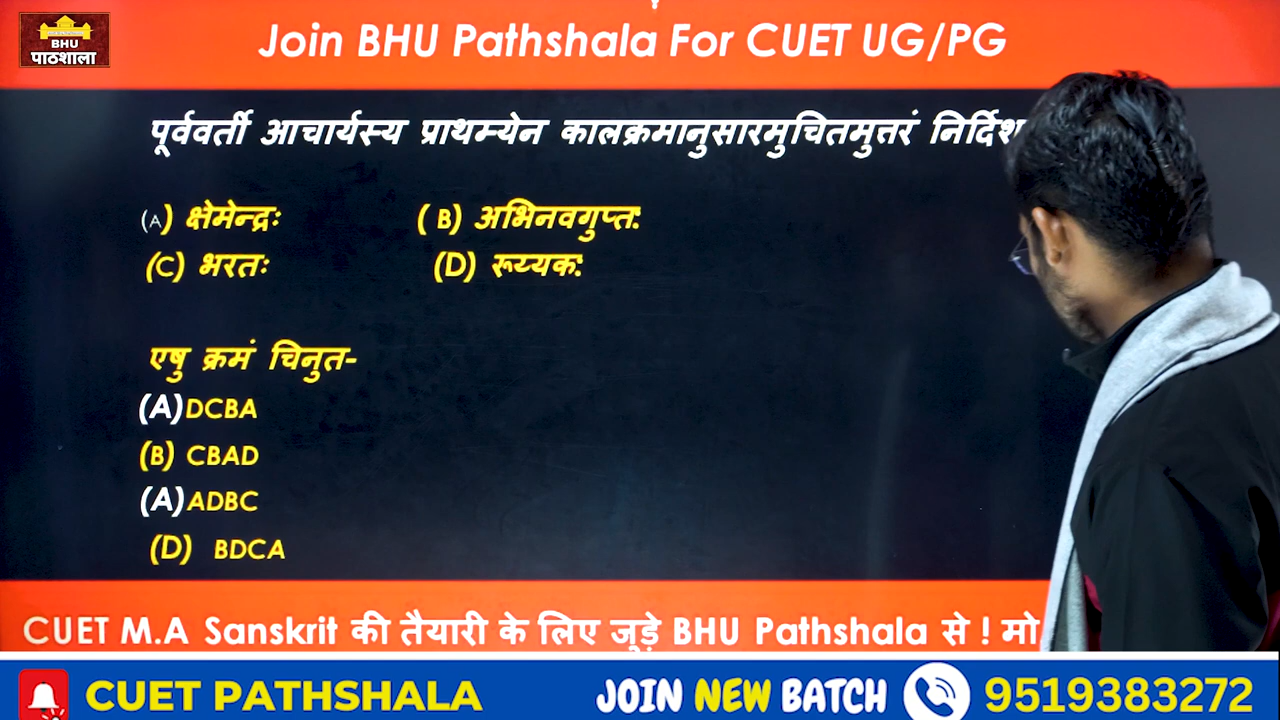 BHU
पाठशाला
Join BHU Pathshala For CUET UG/PG
पूर्ववर्ती आचार्यस्य प्राथम्येन कालक्रमानुसारमुचितमुत्तरं
(A) क्षेमेन्द्रः ( B) अभिनवगुप्त:
(C) भरतः (D) रूय्यक:
एषु क्रमं चिनुत-
(A)DCBA
(B) CBAD
(A)ADBC
(D) BDCA
CUET M.A Sanskrit की तैयारी के लिए जुड़े BHU Pathshala से !
CUET PATHSHALA JOIN NEW BATCH 9519383272